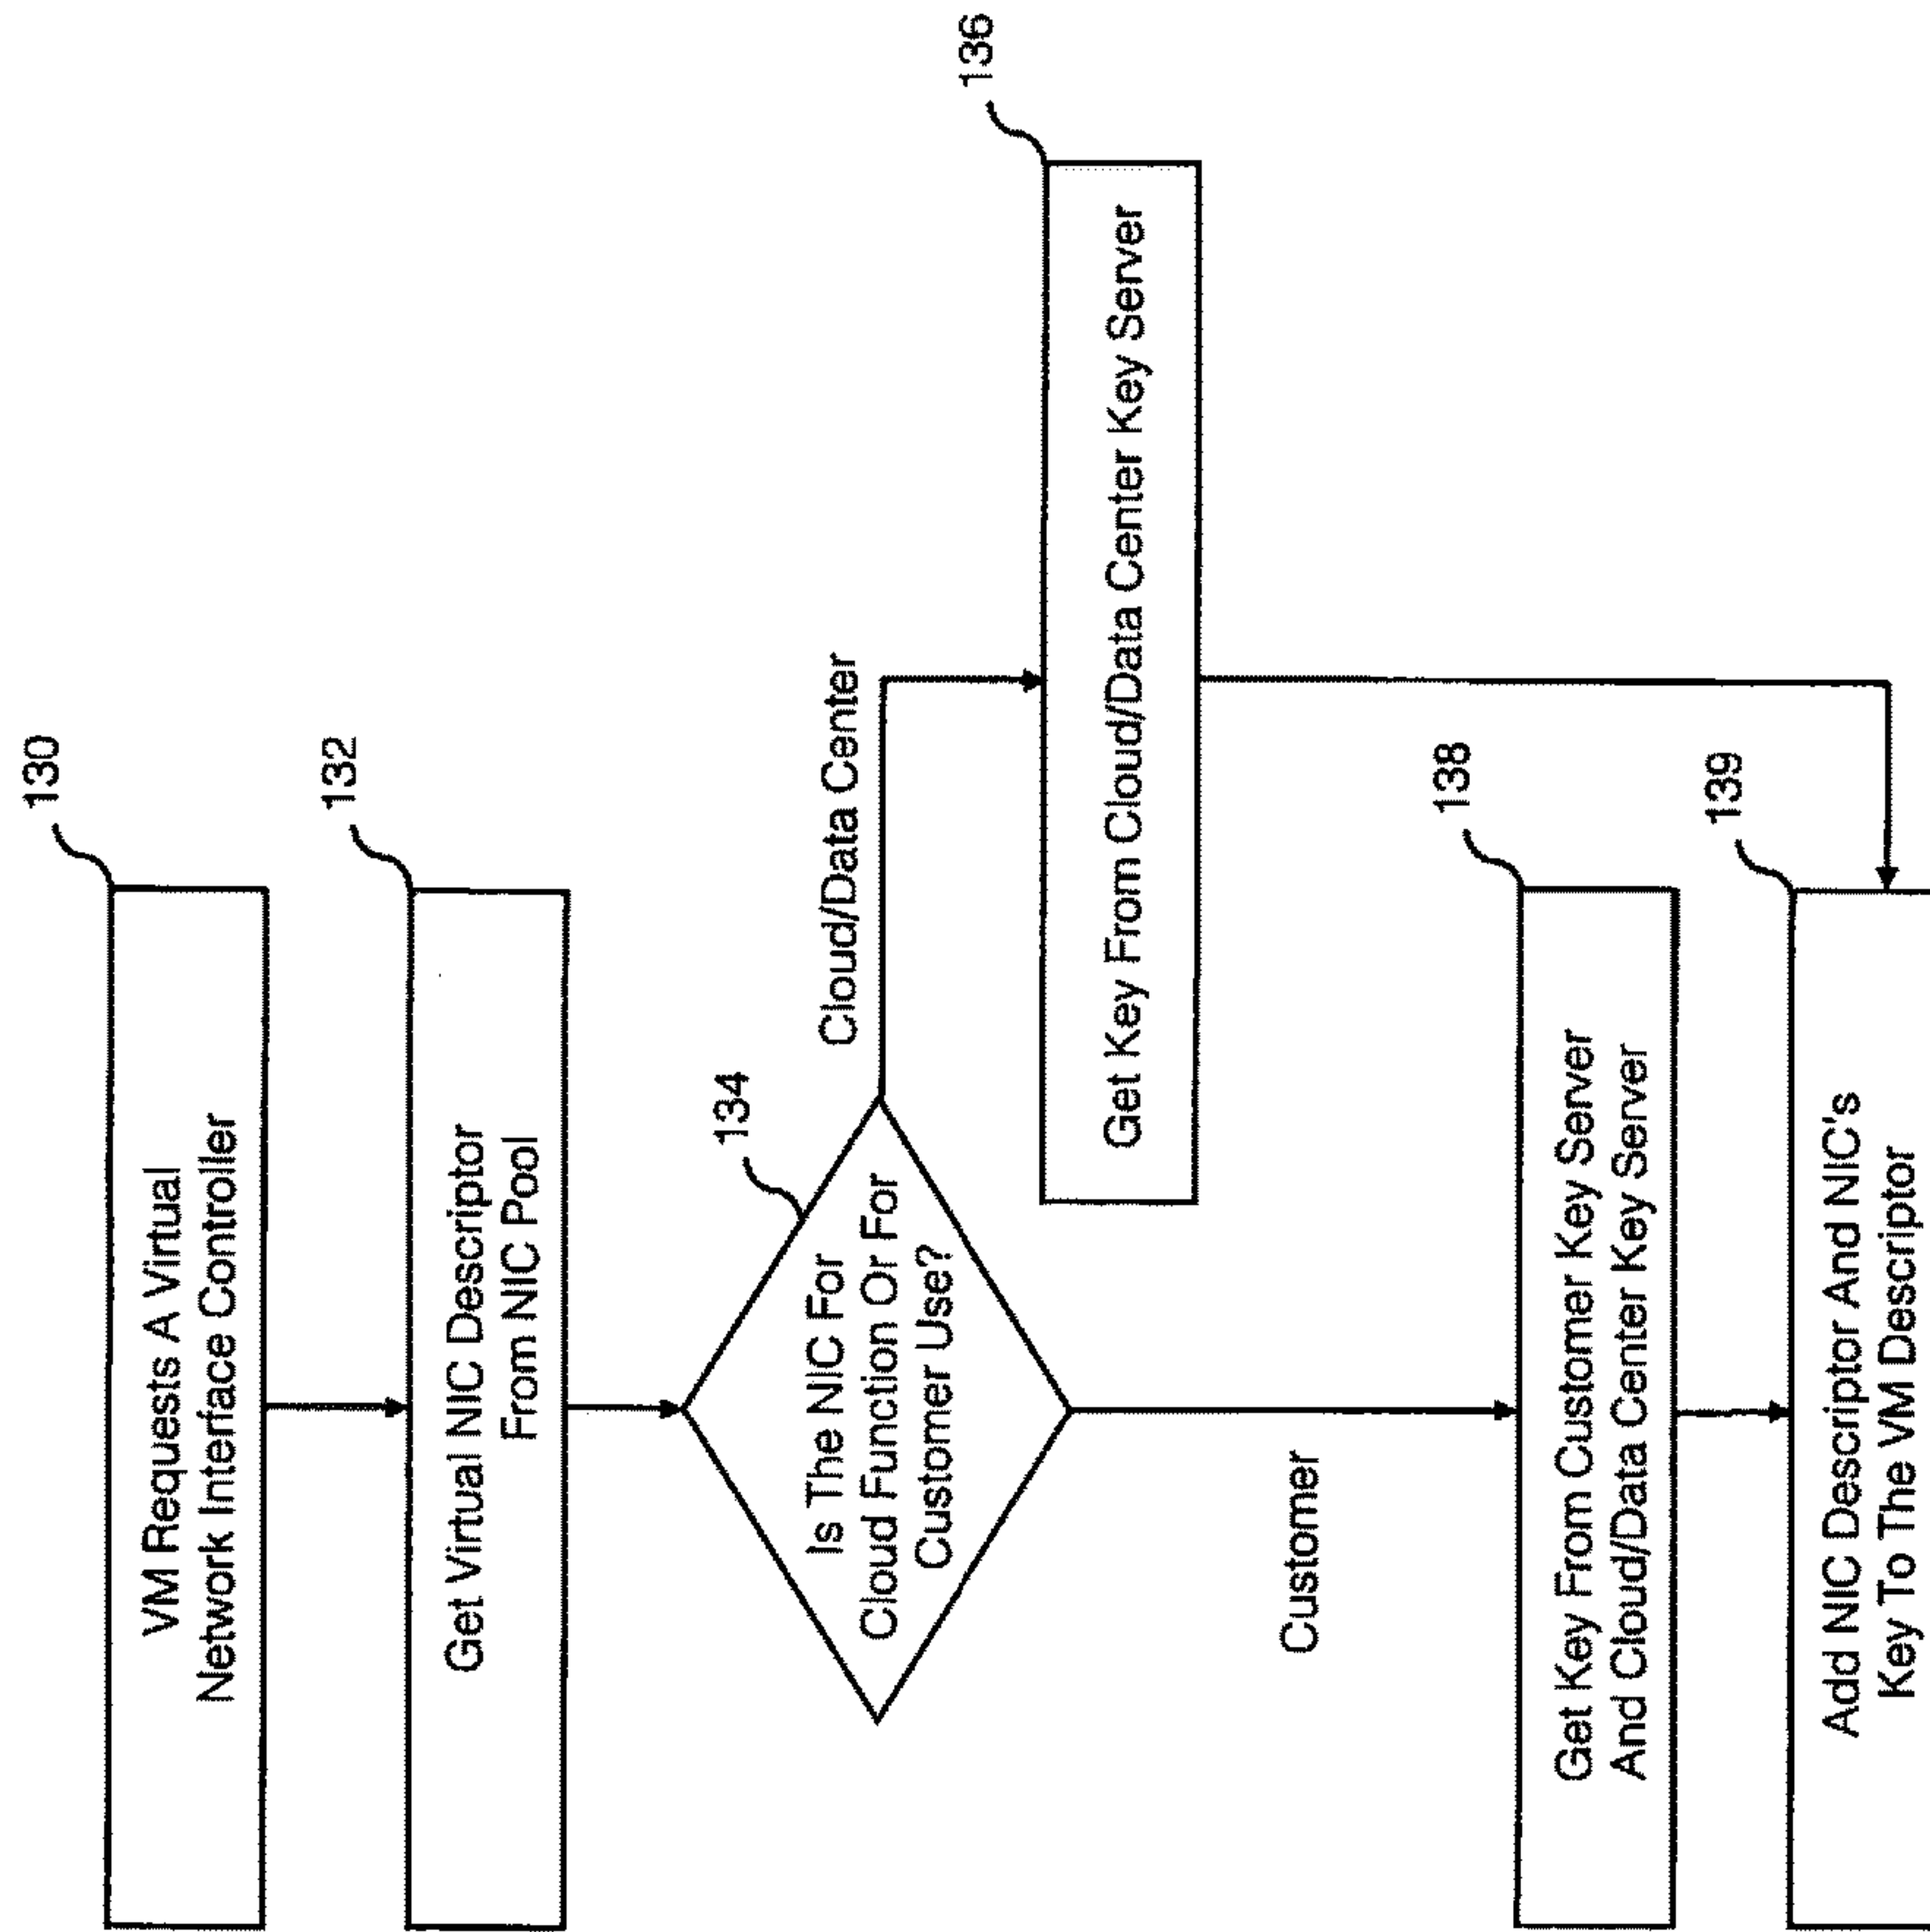 130
VM Requests A Virtual
Network Interface Controller
132
Get Virtual NIC Descriptor
From NIC Pool
134
Is The NIC For
Cloud Function Or For
Customer Use?
Cloud/Data Center
136
Get Key From Cloud/Data Center Key Server
Customer
138
Get Key From Customer Key Server
And Cloud/Data Center Key Server
139
Add NIC Descriptor And NIC's
Key To The VM Descriptor